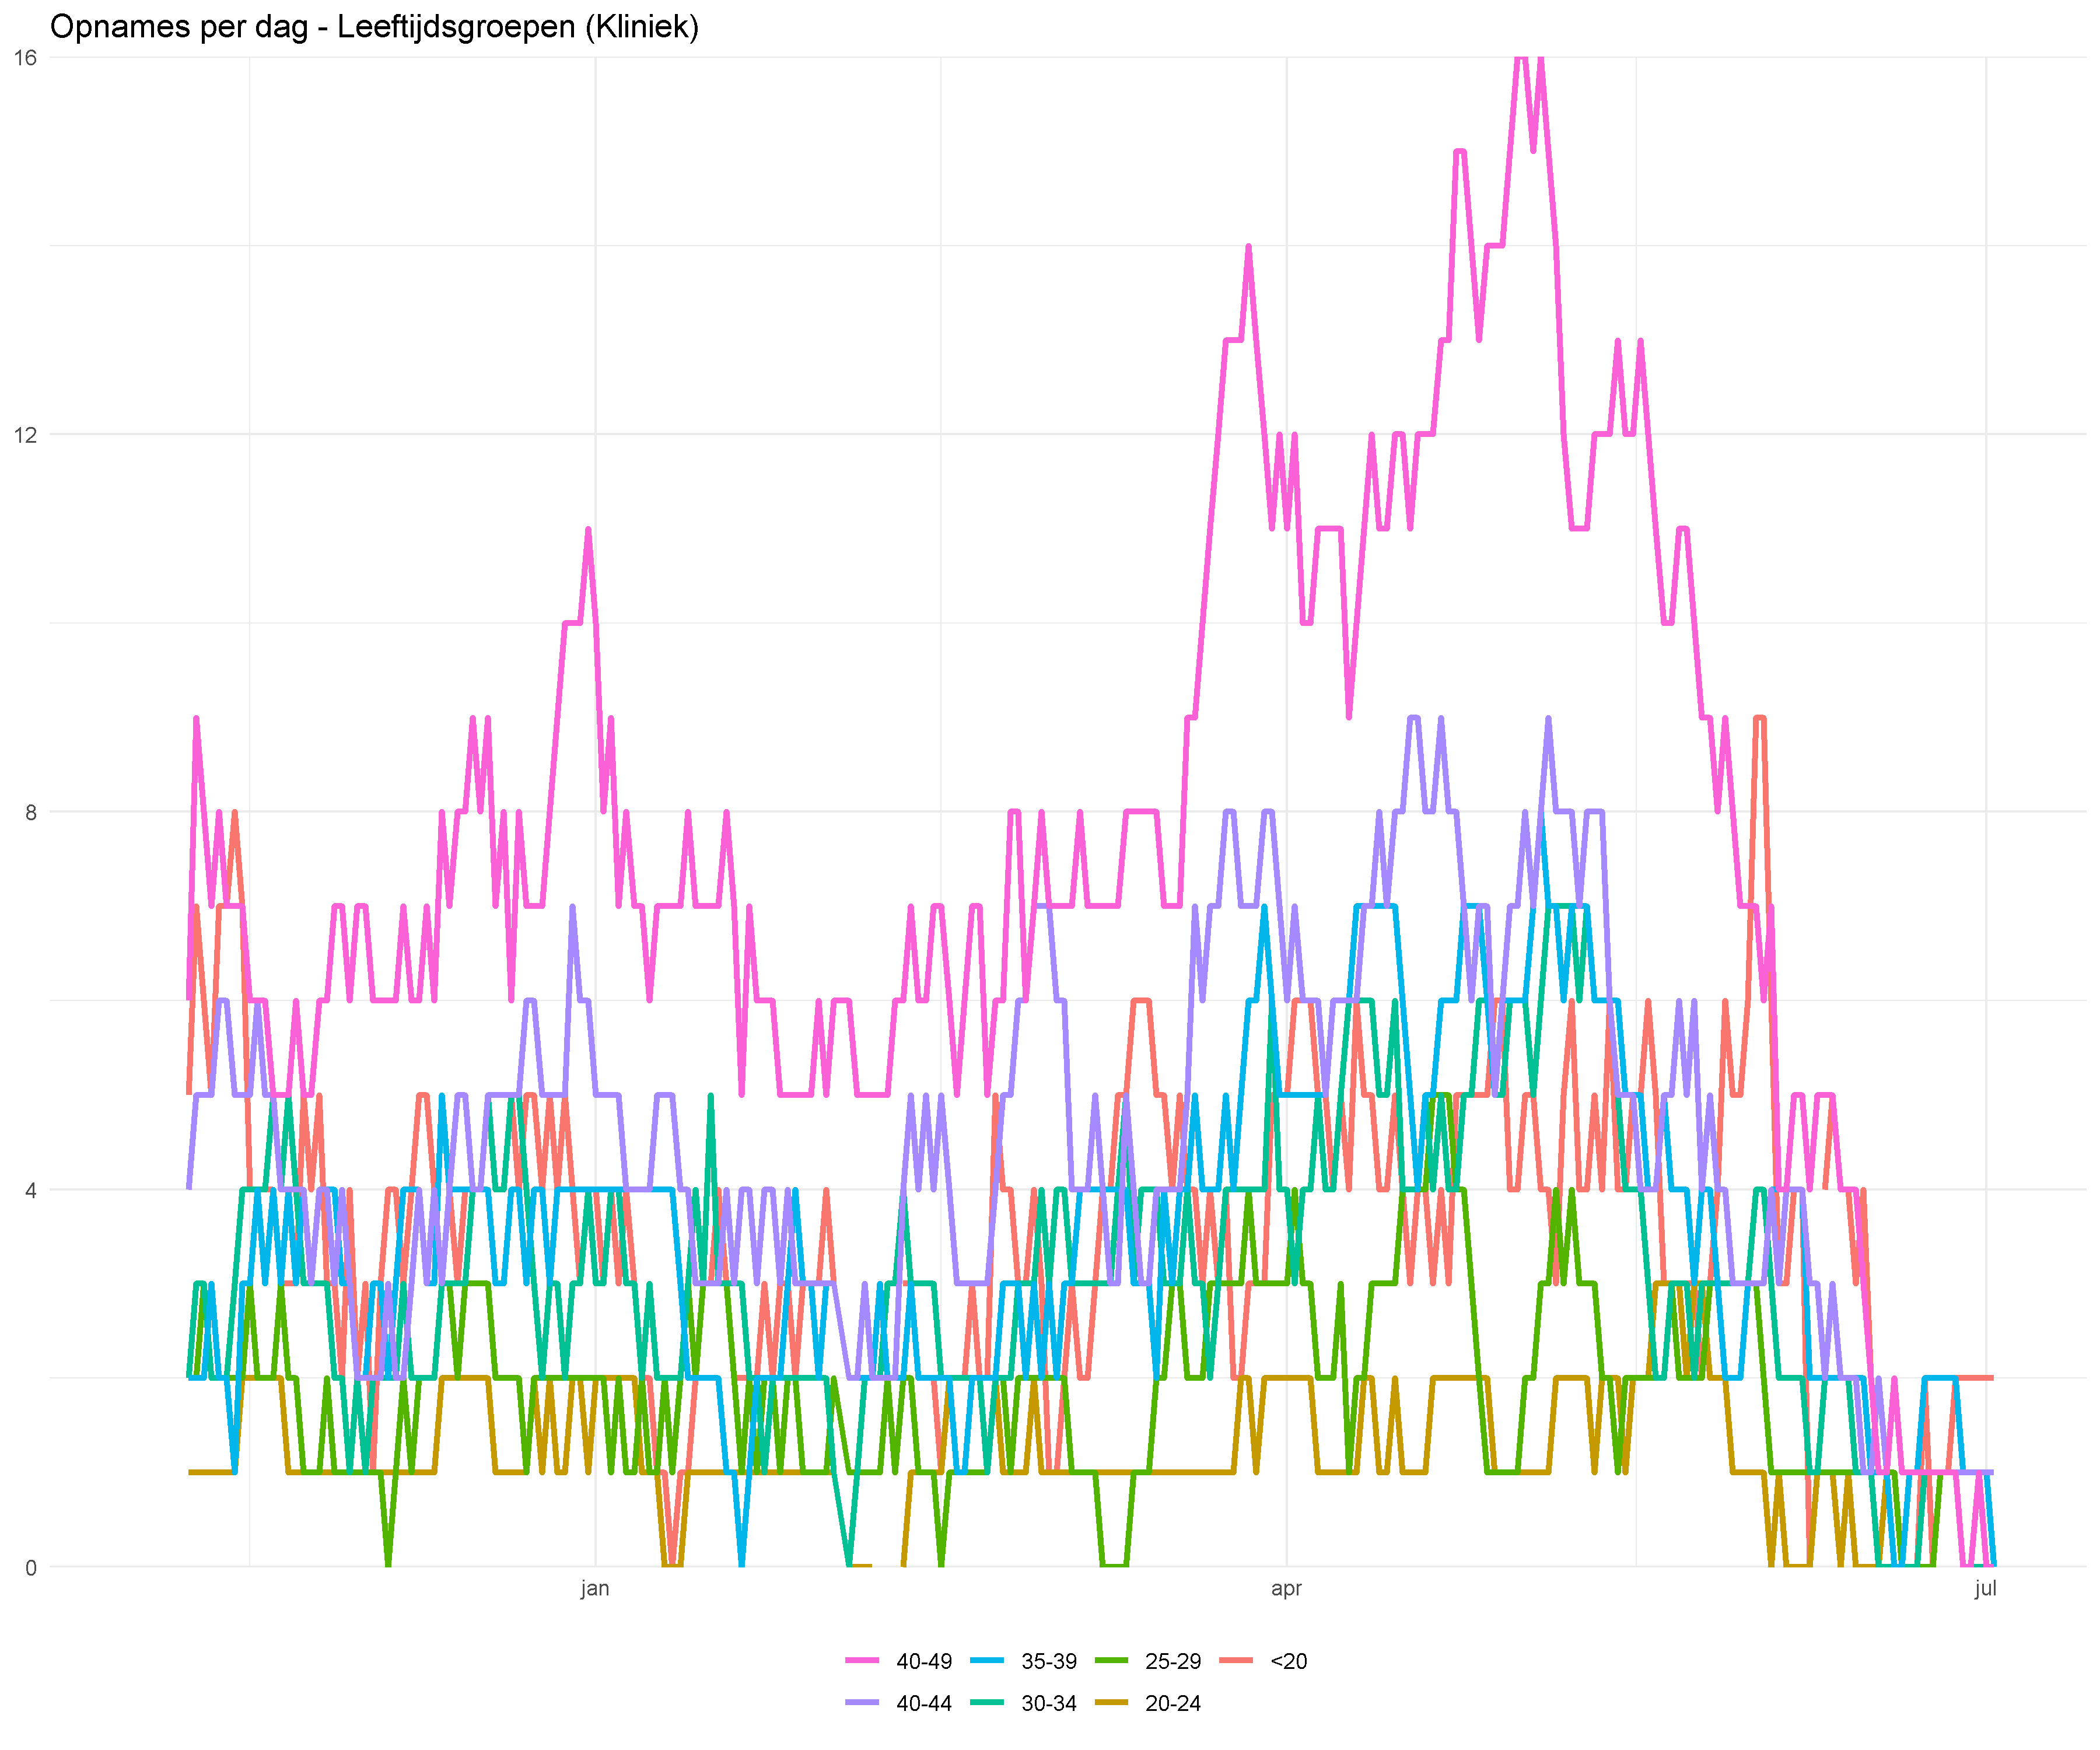 Opnames per dag - Leeftijdsgroepen (Kliniek)
16
12
8
4
0
jan apr jul
40-49 35-39 25-29 <20
40-44 30-34 20-24